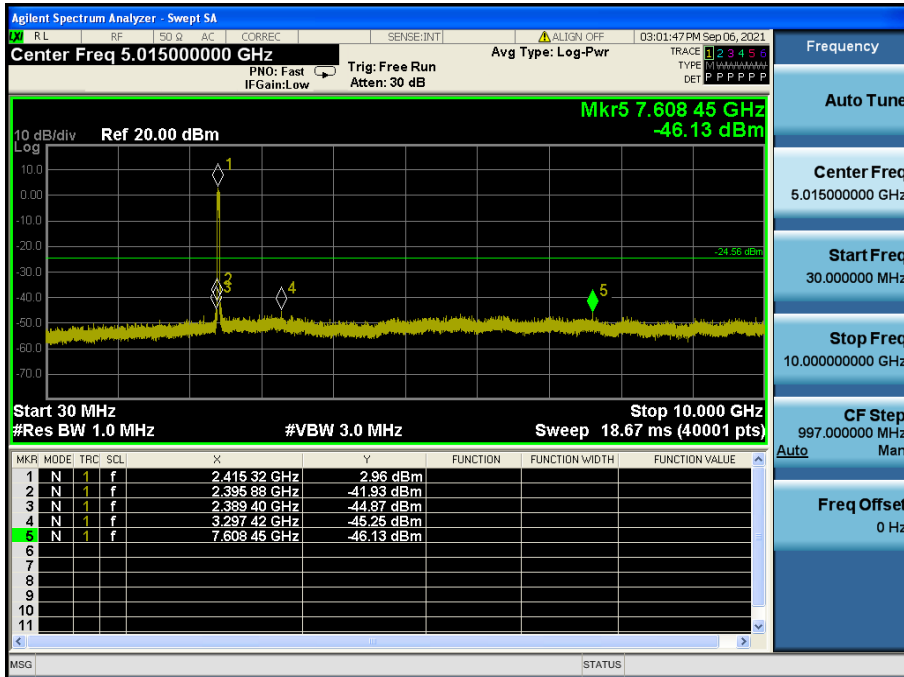 Agilent Spectrum Analyzer - Swept SA
LXI RL RF 50 Ω AC CORREC SENSE:INT ALIGN OFF 03:01:47 PM Sep 06, 2021
Center Freq 5.015000000 GHz
PNO: Fast
IFGain:Low
Trig: Free Run
Atten: 30 dB
Avg Type: Log-Pwr
TRACE 1 2 3 4 5 6
TYPE M WWWWW
DET P P P P P P
Mkr5 7.608 45 GHz
-46.13 dBm
10 dB/div Ref 20.00 dBm
Log
10.0
0.00
-10.0
-20.0
-30.0
-40.0
-50.0
-60.0
-70.0
1
2
3
4
5
-24.56 dBm
Start 30 MHz
Stop 10.000 GHz
#Res BW 1.0 MHz
#VBW 3.0 MHz
Sweep 18.67 ms (40001 pts)
MKR MODE TRC SCL X Y FUNCTION FUNCTION WIDTH FUNCTION VALUE
1 N 1 f 2.415 32 GHz 2.96 dBm
2 N 1 f 2.395 88 GHz -41.93 dBm
3 N 1 f 2.389 40 GHz -44.87 dBm
4 N 1 f 3.297 42 GHz -45.25 dBm
5 N 1 f 7.608 45 GHz -46.13 dBm
6
7
8
9
10
11
MSG
STATUS
Frequency
Auto Tune
Center Freq
5.015000000 GHz
Start Freq
30.000000 MHz
Stop Freq
10.000000000 GHz
CF Step
997.000000 MHz
Auto Man
Freq Offset
0 Hz